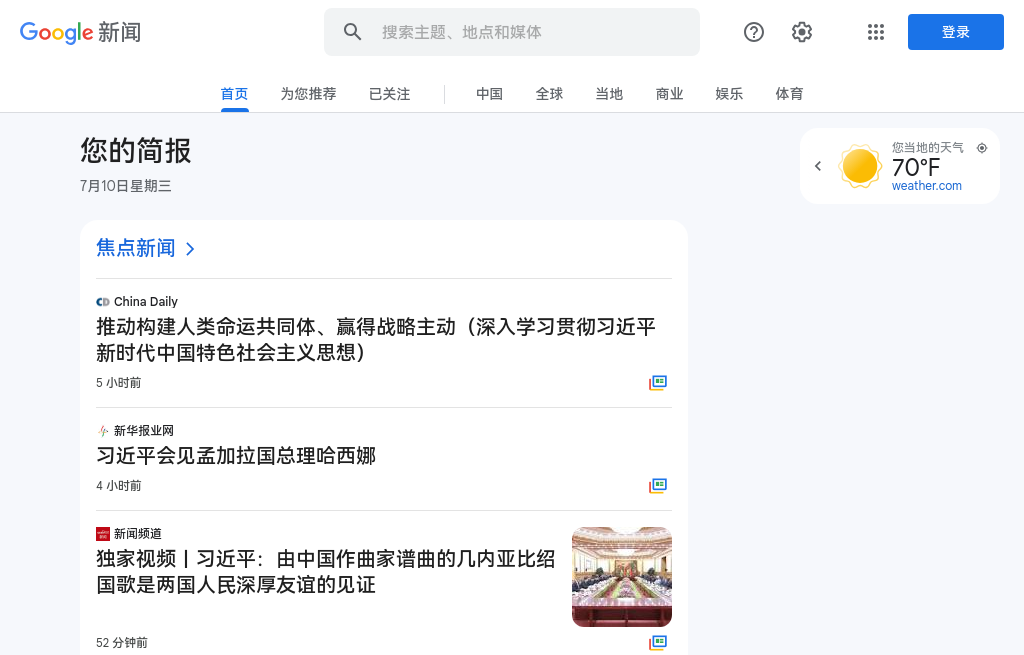 Google 新闻
搜索主题、地点和媒体
登录
首页 为您推荐 已关注 中国 全球 当地 商业 娱乐 体育
您的简报
7月10日星期三
您当地的天气
70°F
weather.com
焦点新闻
China Daily
推动构建人类命运共同体、赢得战略主动（深入学习贯彻习近平
新时代中国特色社会主义思想）
5 小时前
新华报业网
习近平会见孟加拉国总理哈西娜
4 小时前
新闻频道
独家视频丨习近平：由中国作曲家谱曲的几内亚比绍
国歌是两国人民深厚友谊的见证
52 分钟前